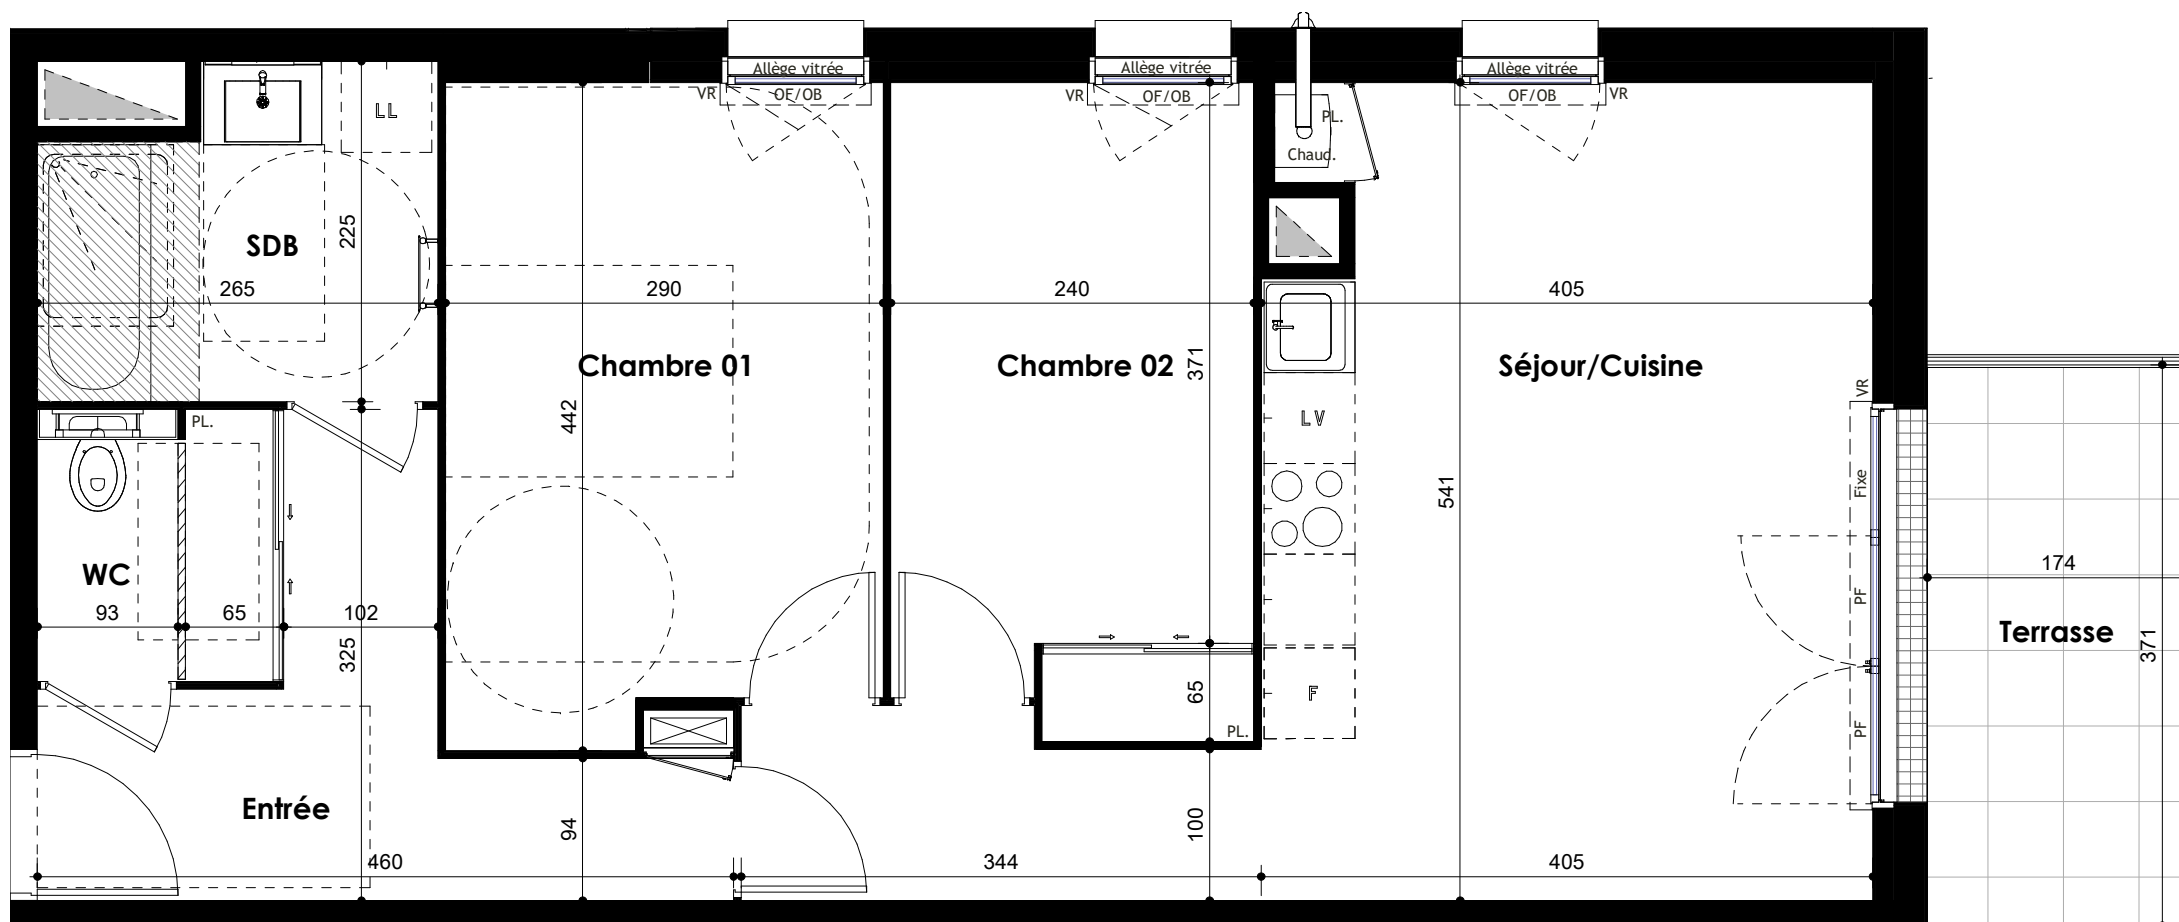 Allège vitrée
Allège vitrée
Allège vitrée
VR
OF/OB
VR
OF/OB
OF/OB
VR
LL
PL.
Chaud.
SDB
225
265
290
240
405
Chambre 01
Chambre 02
371
Séjour/Cuisine
VR
442
PL.
LV
Fixe
541
WC
93
65
102
325
174
PF
Terrasse
371
65
F
PL.
PF
Entrée
94
100
460
344
405